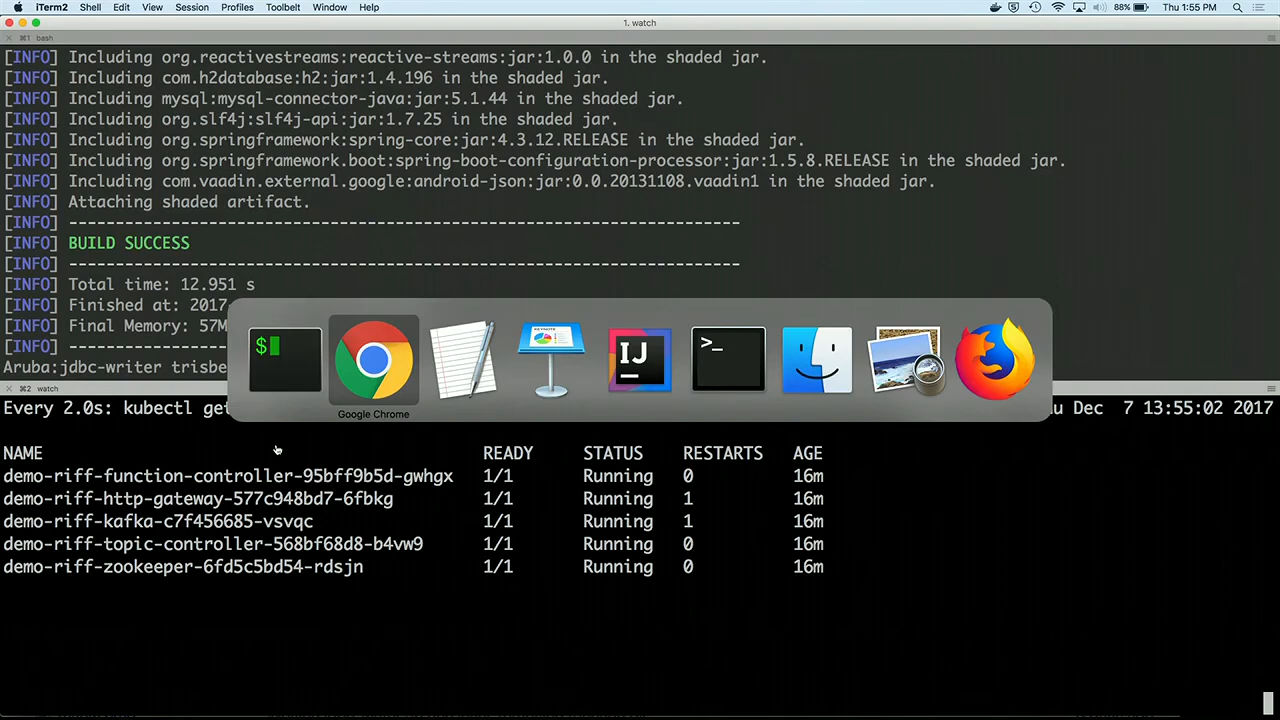 iTerm2 Shell Edit View Session Profiles Toolbelt Window Help 88% Thu 1:55 PM
1. watch
⌘1 bash
[INFO] Including org.reactivestreams:reactive-streams:jar:1.0.0 in the shaded jar.
[INFO] Including com.h2database:h2:jar:1.4.196 in the shaded jar.
[INFO] Including mysql:mysql-connector-java:jar:5.1.44 in the shaded jar.
[INFO] Including org.slf4j:slf4j-api:jar:1.7.25 in the shaded jar.
[INFO] Including org.springframework:spring-core:jar:4.3.12.RELEASE in the shaded jar.
[INFO] Including org.springframework.boot:spring-boot-configuration-processor:jar:1.5.8.RELEASE in the shaded jar.
[INFO] Including com.vaadin.external.google:android-json:jar:0.0.20131108.vaadin1 in the shaded jar.
[INFO] Attaching shaded artifact.
[INFO] ------------------------------------------------------------------------
[INFO] BUILD SUCCESS
[INFO] ------------------------------------------------------------------------
[INFO] Total time: 12.951 s
[INFO] Finished at: 2017-
[INFO] Final Memory: 57M
[INFO] -----------------
Aruba:jdbc-writer trisbe
$
KEYNOTE
IJ
>_
Google Chrome
⌘2 watch
Every 2.0s: kubectl get Dec 7 13:55:02 2017
NAME READY STATUS RESTARTS AGE
demo-riff-function-controller-95bff9b5d-gwhgx 1/1 Running 0 16m
demo-riff-http-gateway-577c948bd7-6fbkg 1/1 Running 1 16m
demo-riff-kafka-c7f456685-vsvqc 1/1 Running 1 16m
demo-riff-topic-controller-568bf68d8-b4vw9 1/1 Running 0 16m
demo-riff-zookeeper-6fd5c5bd54-rdsjn 1/1 Running 0 16m